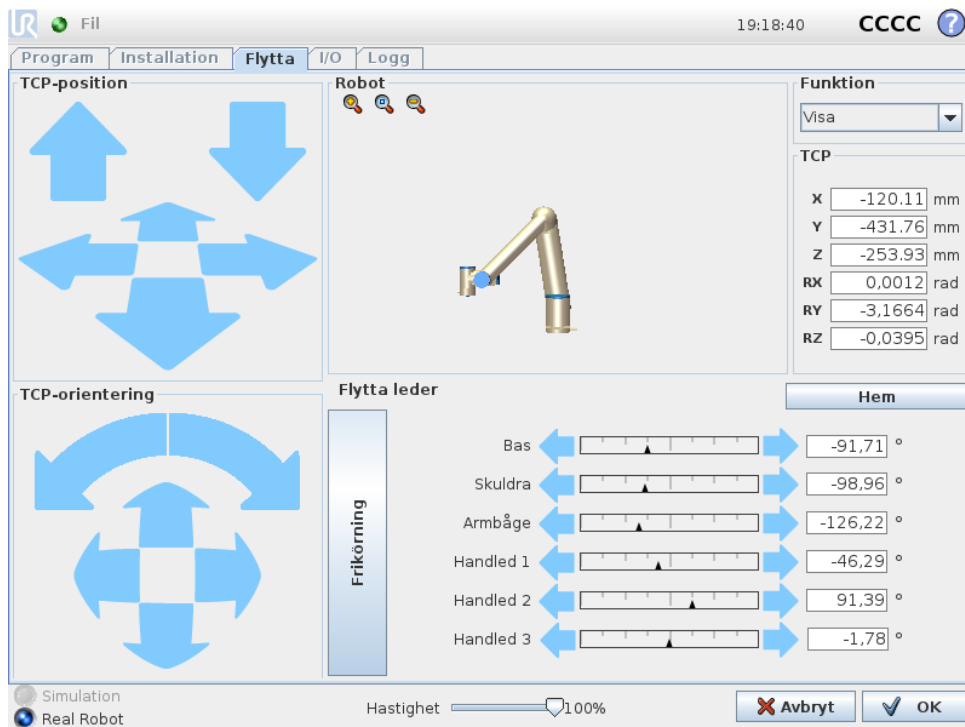 UR Fil 19:18:40 CCCC ?
Program Installation Flytta I/O Logg
TCP-position
Robot
Funktion
Visa
TCP
X -120.11 mm
Y -431.76 mm
Z -253.93 mm
RX 0,0012 rad
RY -3,1664 rad
RZ -0,0395 rad
TCP-orientering
Flytta leder
Hem
Frikörning
Bas -91,71 °
Skuldra -98,96 °
Armbåge -126,22 °
Handled 1 -46,29 °
Handled 2 91,39 °
Handled 3 -1,78 °
Simulation
Real Robot
Hastighet 100%
Avbryt
OK